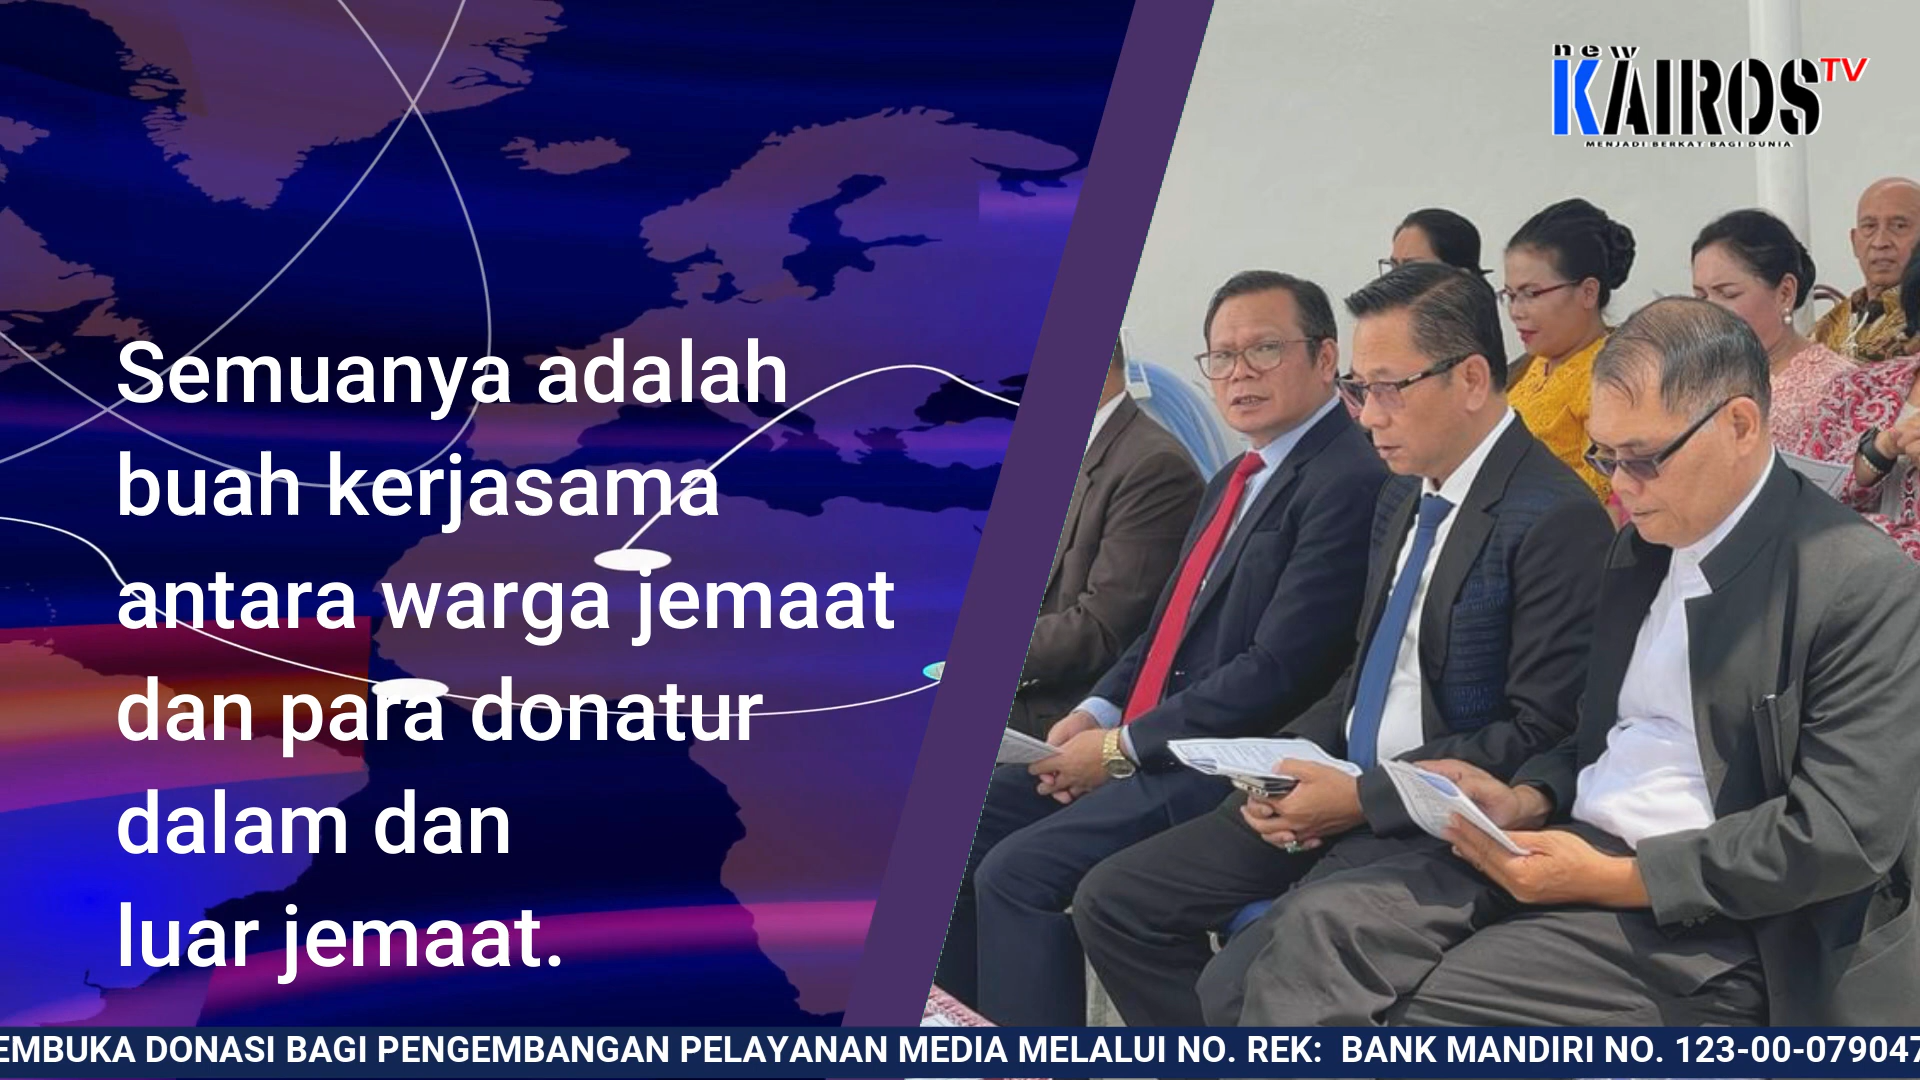 new
KAIROS TV
MENJADI BERKAT BAGI DUNIA
Semuanya adalah
buah kerjasama
antara warga jemaat
dan para donatur
dalam dan
luar jemaat.
EMBUKA DONASI BAGI PENGEMBANGAN PELAYANAN MEDIA MELALUI NO. REK: BANK MANDIRI NO. 123-00-079047